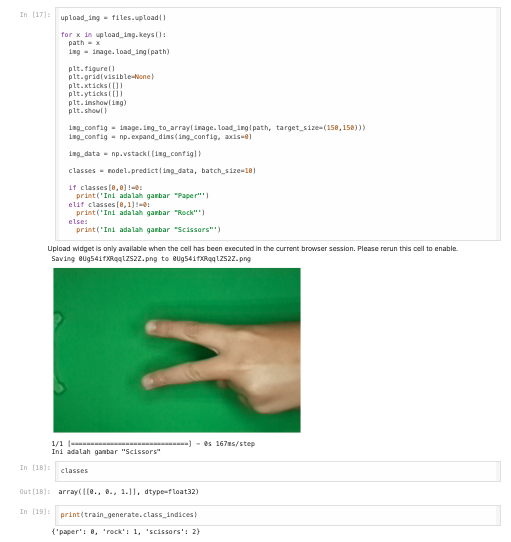 In [17]:
upload_img = files.upload()
for x in upload_img.keys():
path = x
img = image.load_img(path)
plt.figure()
plt.grid(visible=None)
plt.xticks([])
plt.yticks([])
plt.imshow(img)
plt.show()
img_config = image.img_to_array(image.load_img(path, target_size=(150,150)))
img_config = np.expand_dims(img_config, axis=0)
img_data = np.vstack([img_config])
classes = model.predict(img_data, batch_size=10)
if classes[0,0]!=0:
print('Ini adalah gambar "Paper"')
elif classes[0,1]!=0:
print('Ini adalah gambar "Rock"')
else:
print('Ini adalah gambar "Scissors"')
Upload widget is only available when the cell has been executed in the current browser session. Please rerun this cell to enable.
Saving 0Ug54ifXRqqlZS2Z.png to 0Ug54ifXRqqlZS2Z.png
1/1 [==============================] - 0s 167ms/step
Ini adalah gambar "Scissors"
In [18]:
classes
Out[18]: array([[0., 0., 1.]], dtype=float32)
In [19]:
print(train_generate.class_indices)
{'paper': 0, 'rock': 1, 'scissors': 2}